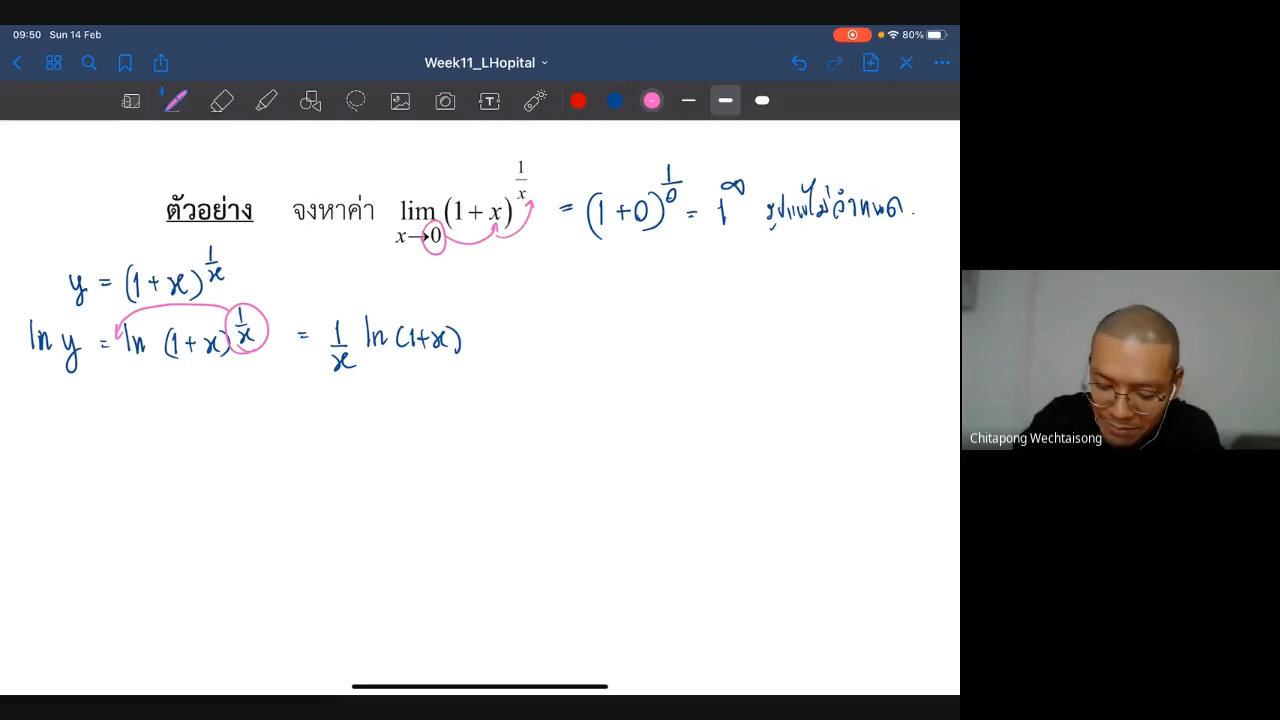 09:50 Sun 14 Feb 80%
Week11_LHopital
ตัวอย่าง จงหาค่า lim x→0 (1 + x)^(1/x) = (1 + 0)^(1/0) = 1^∞ รูปแบบไม่กำหนด.
y = (1 + x)^(1/x)
ln y = ln (1 + x)^(1/x) = 1/x ln (1+x)
Chitapong Wechtaisong